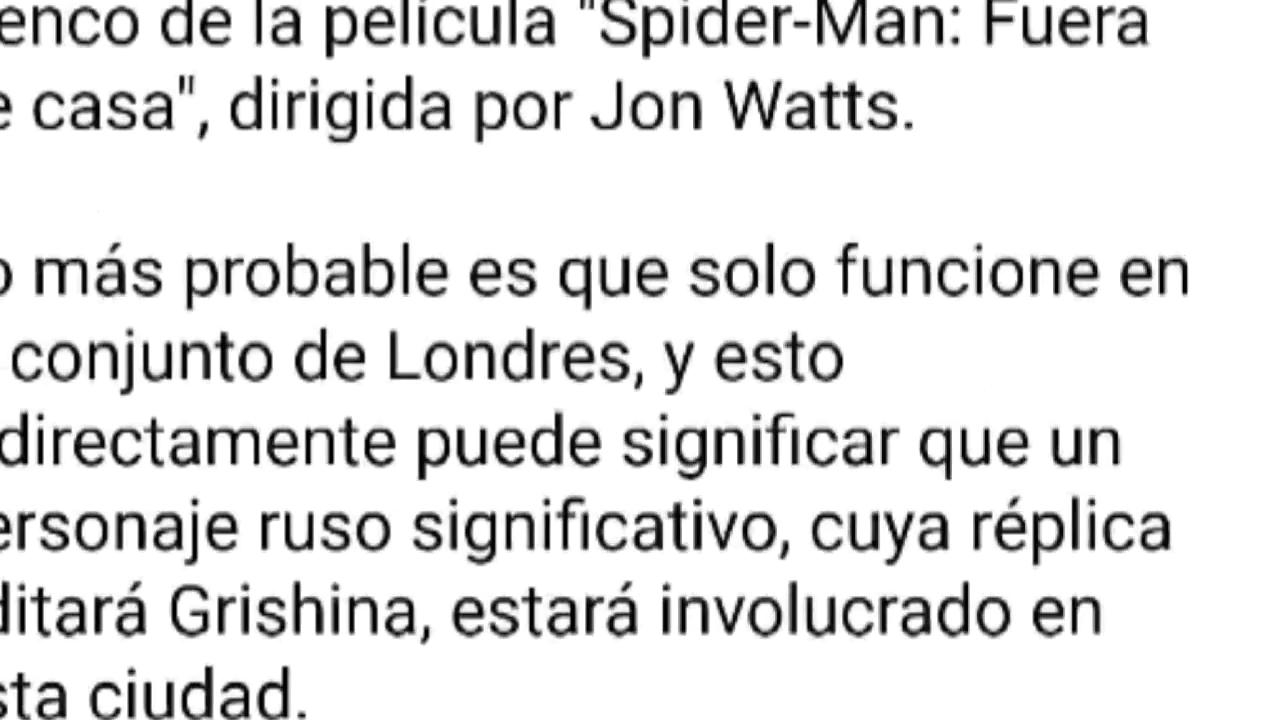 enco de la película "Spider-Man: Fuera
e casa", dirigida por Jon Watts.
o más probable es que solo funcione en
conjunto de Londres, y esto
directamente puede significar que un
ersonaje ruso significativo, cuya réplica
ditará Grishina, estará involucrado en
sta ciudad.